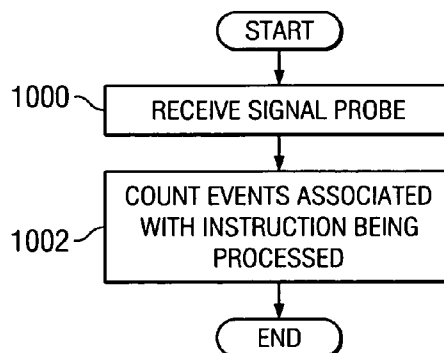 START
1000
RECEIVE SIGNAL PROBE
1002
COUNT EVENTS ASSOCIATED
WITH INSTRUCTION BEING
PROCESSED
END